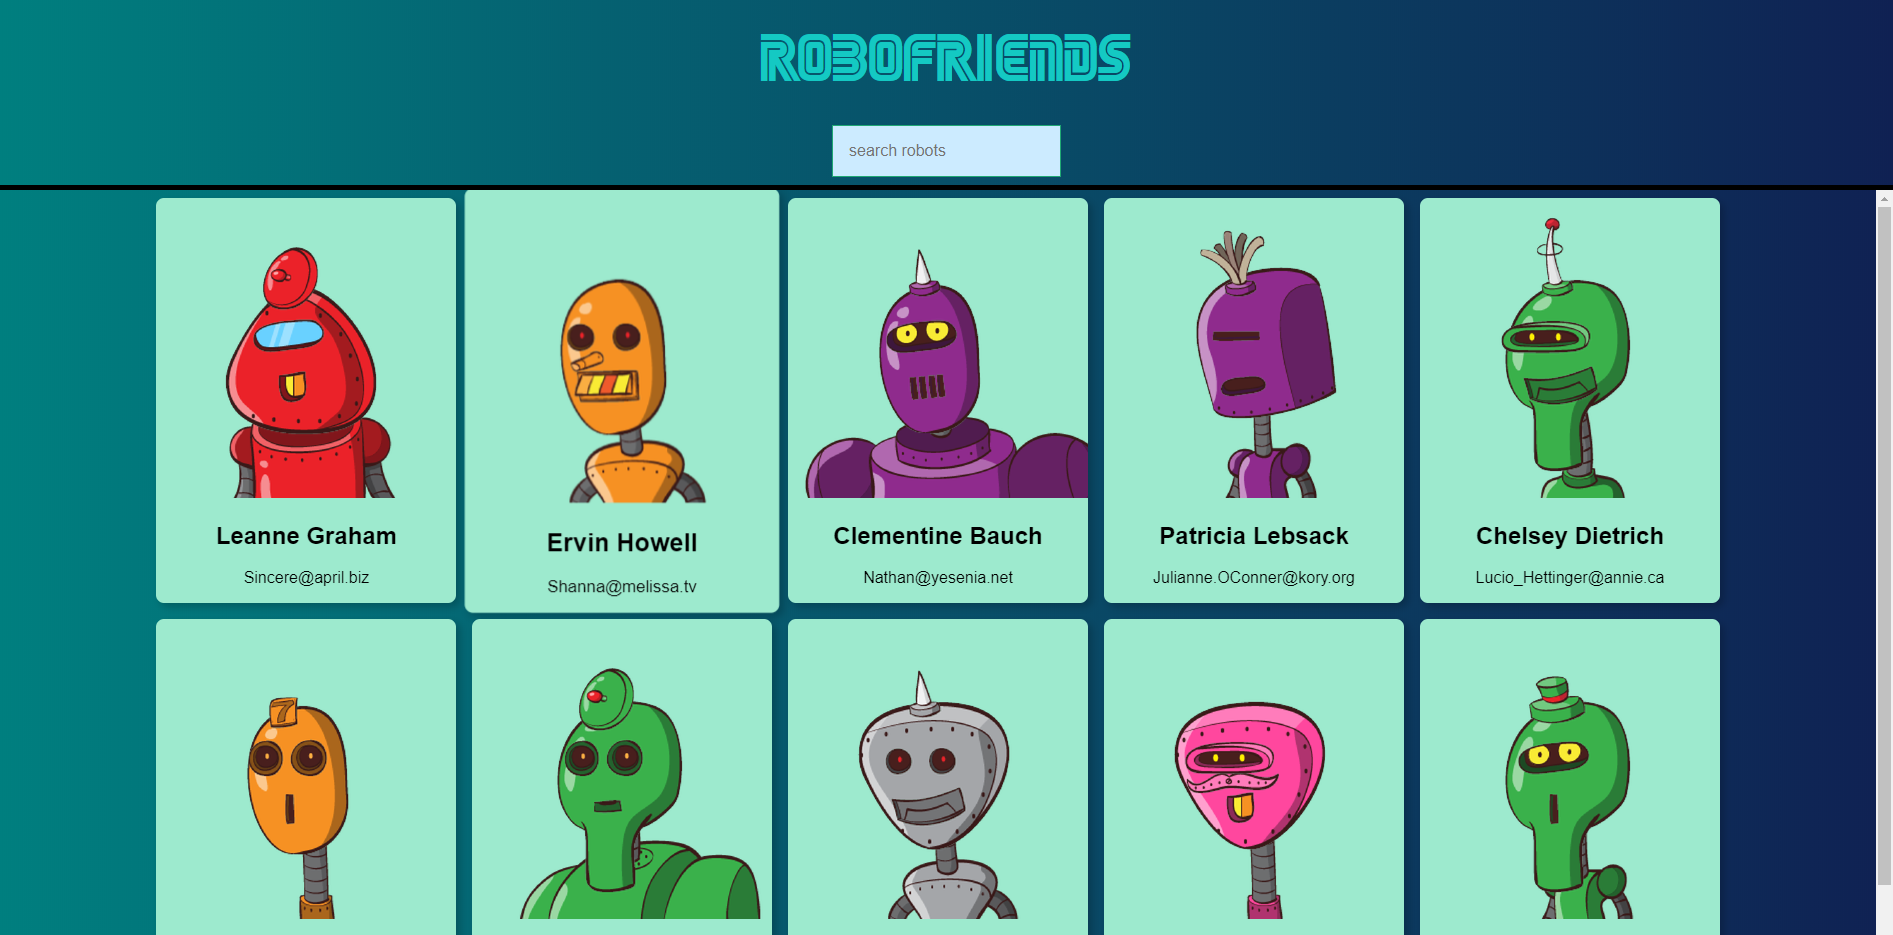 ROBOFRIENDS
search robots
Leanne Graham
Sincere@april.biz
Ervin Howell
Shanna@melissa.tv
Clementine Bauch
Nathan@yesenia.net
Patricia Lebsack
Julianne.OConner@kory.org
Chelsey Dietrich
Lucio_Hettinger@annie.ca
7